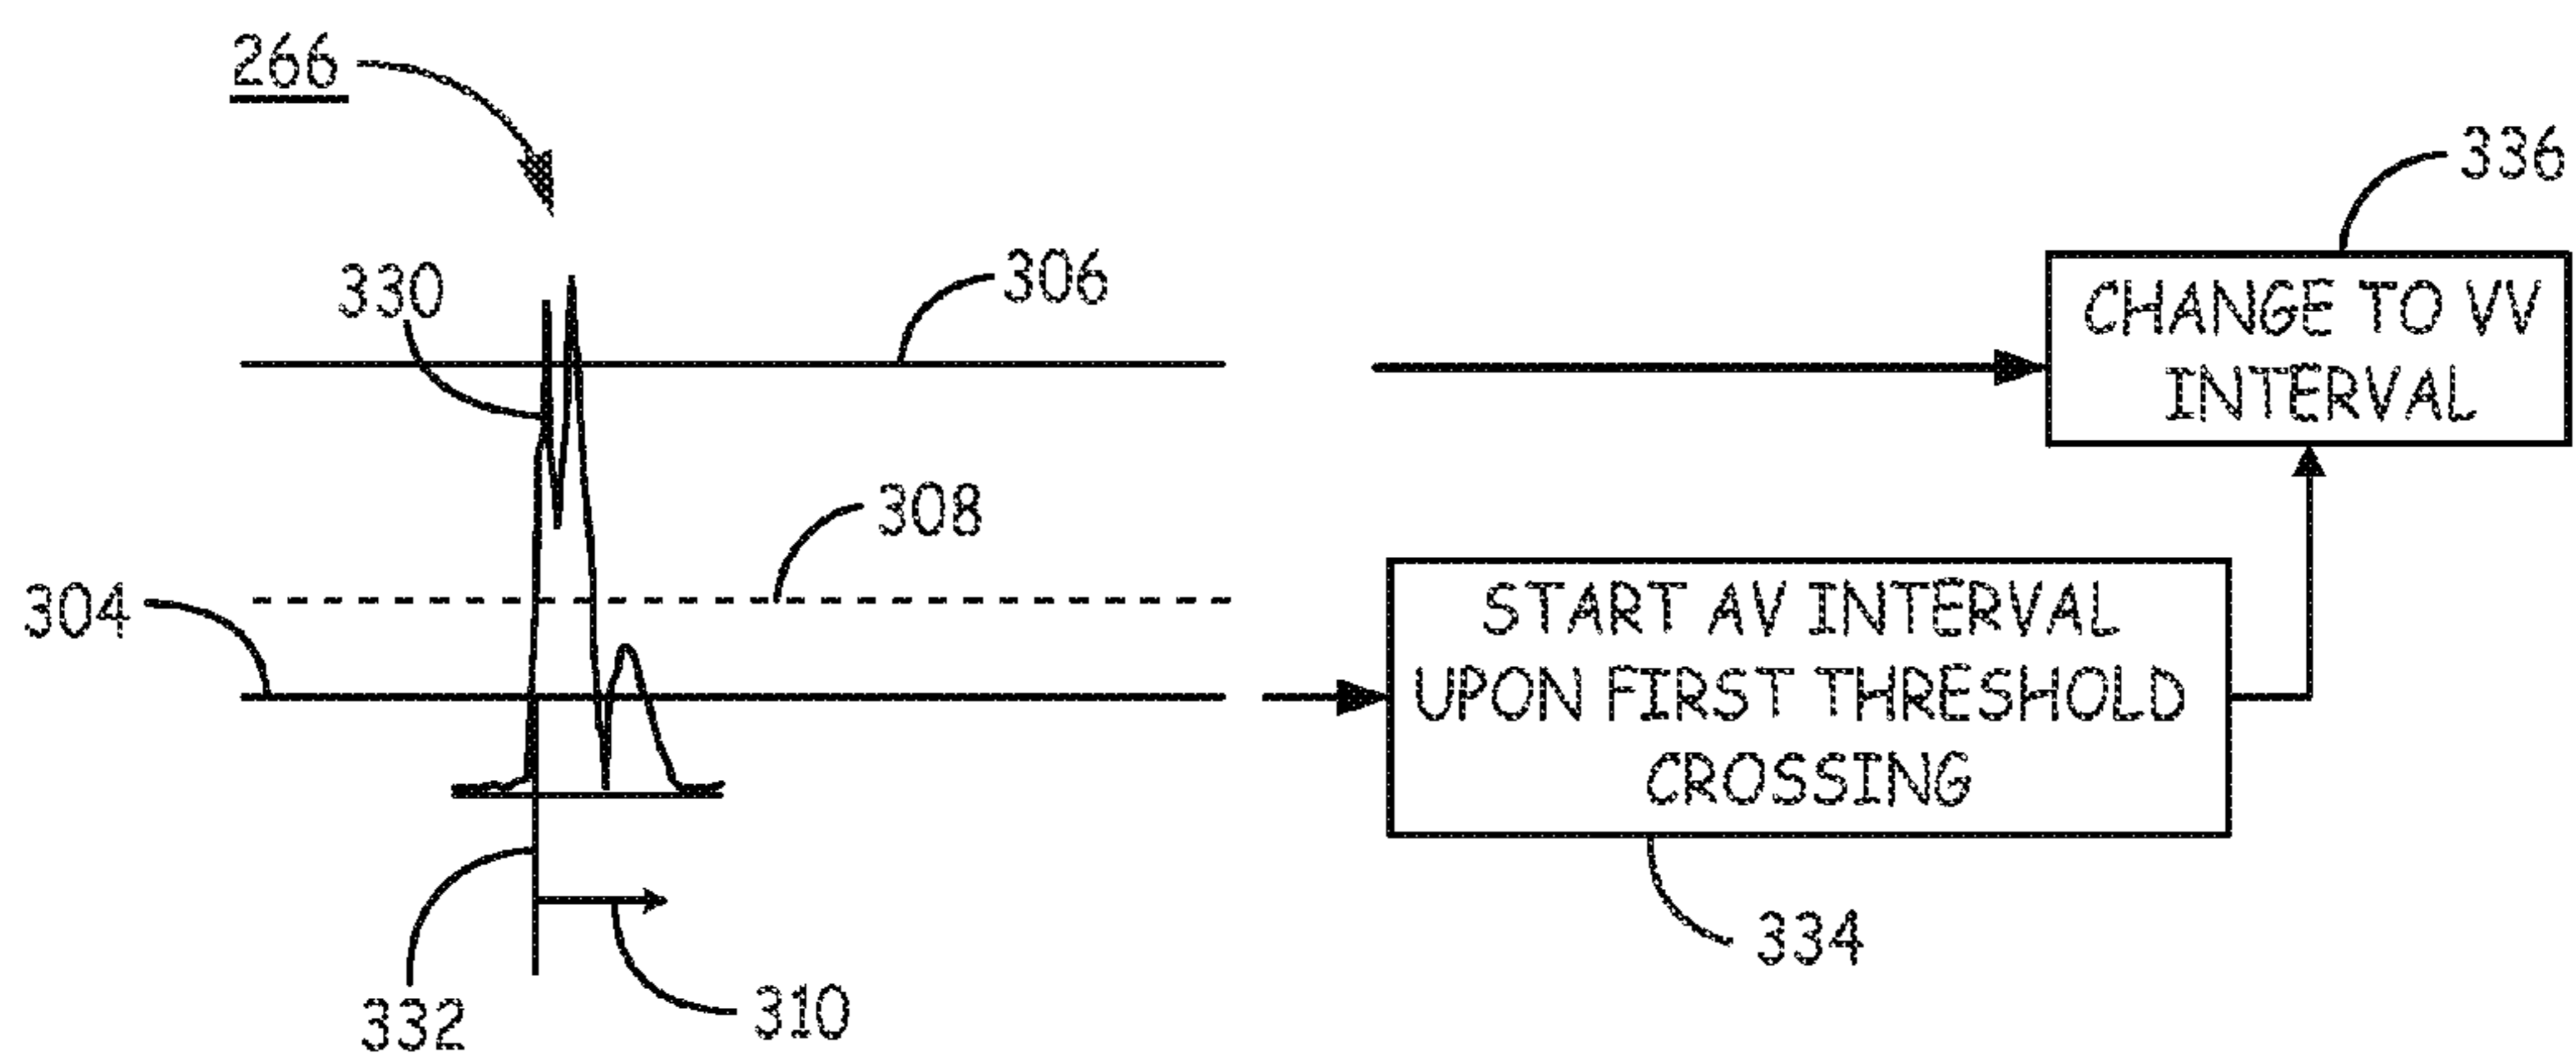 266
336
330
306
CHANGE TO VV
INTERVAL
308
304
START AV INTERVAL
UPON FIRST THRESHOLD
CROSSING
334
332
310